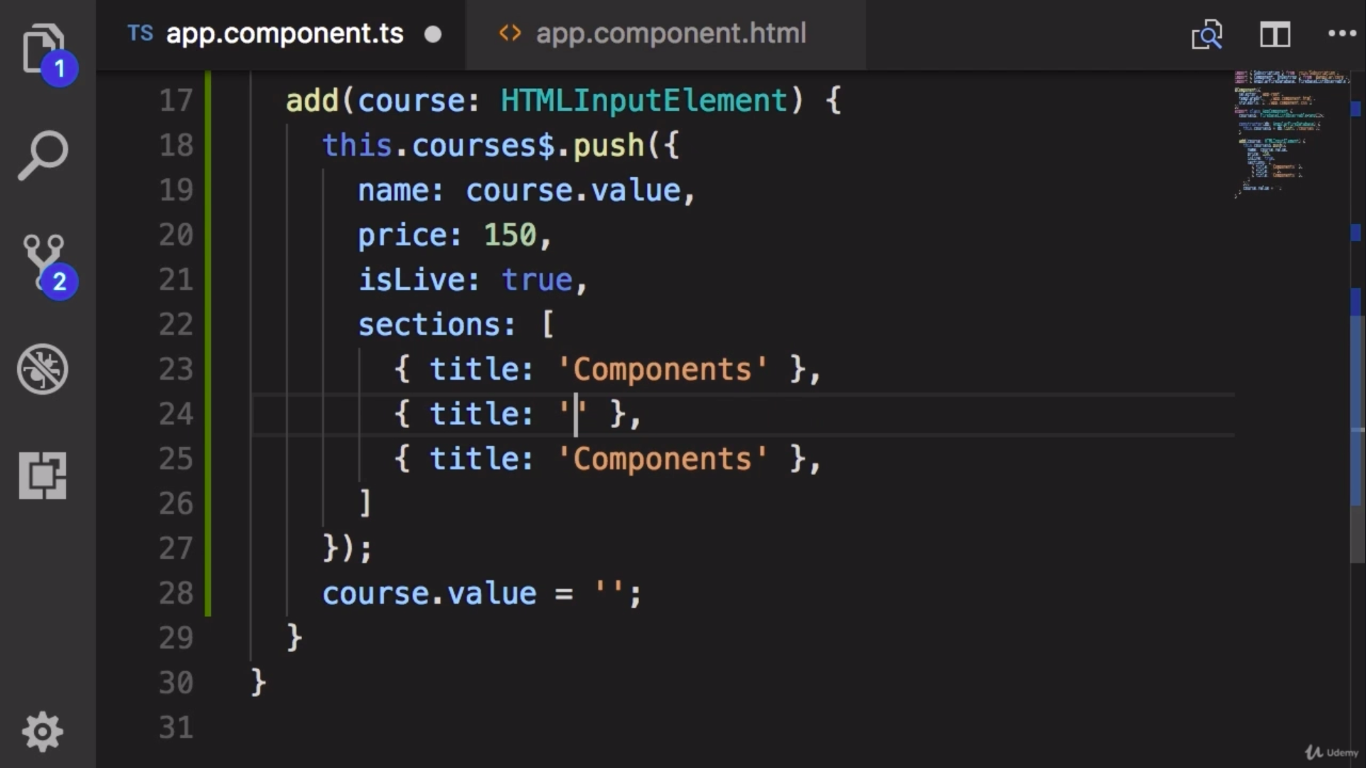 TS app.component.ts
<> app.component.html
1
2
17 add(course: HTMLInputElement) {
18 this.courses$.push({
19 name: course.value,
20 price: 150,
21 isLive: true,
22 sections: [
23 { title: 'Components' },
24 { title: '' },
25 { title: 'Components' },
26 ]
27 });
28 course.value = '';
29 }
30 }
31
Udemy